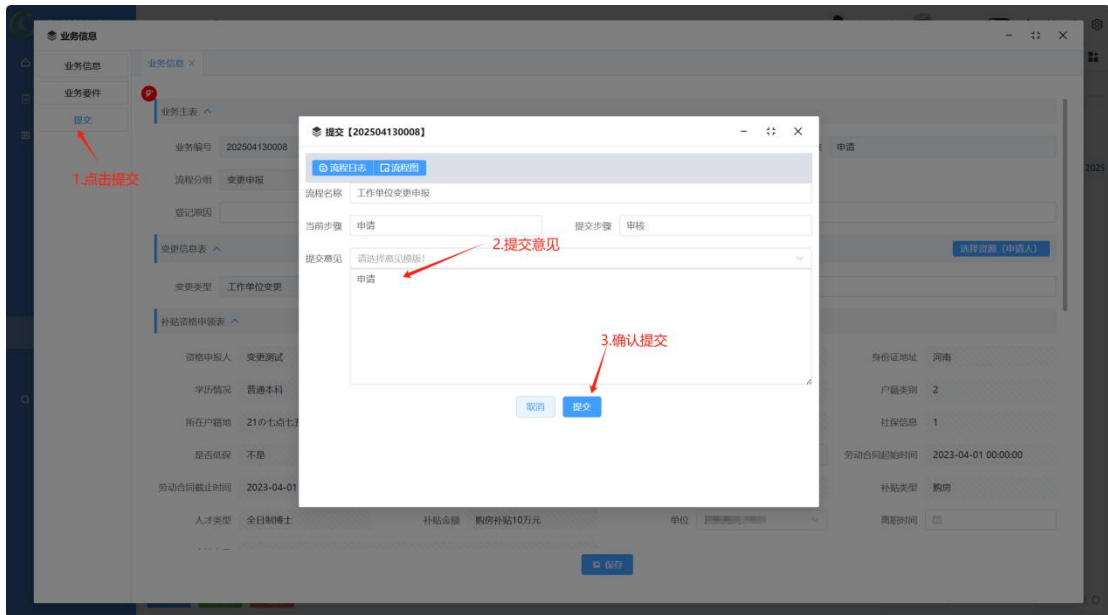 业务信息
业务信息
业务要件
提交
1.点击提交
业务信息 ×
业务主表
业务编号 202504130008
申请
流程分组 变更申报
登记原因
变更信息表
选择资源（申请人）
变更类型 工作单位变更
补贴资格申领表
资格申报人 变更测试
身份证地址 河南
学历情况 普通本科
户籍类别 2
所在户籍地 21の七点七五
社保信息 1
是否低保 不是
劳动合同起始时间 2023-04-01 00:00:00
劳动合同截止时间 2023-04-01
补贴类型 购房
人才类型 全日制博士
补贴金额 购房补贴10万元
单位
离职时间
保存
提交【202504130008】
流程日志 流程图
流程名称 工作单位变更申报
当前步骤 申请
提交步骤 审核
2.提交意见
提交意见 请选择意见模版!
申请
3.确认提交
取消 提交
2025